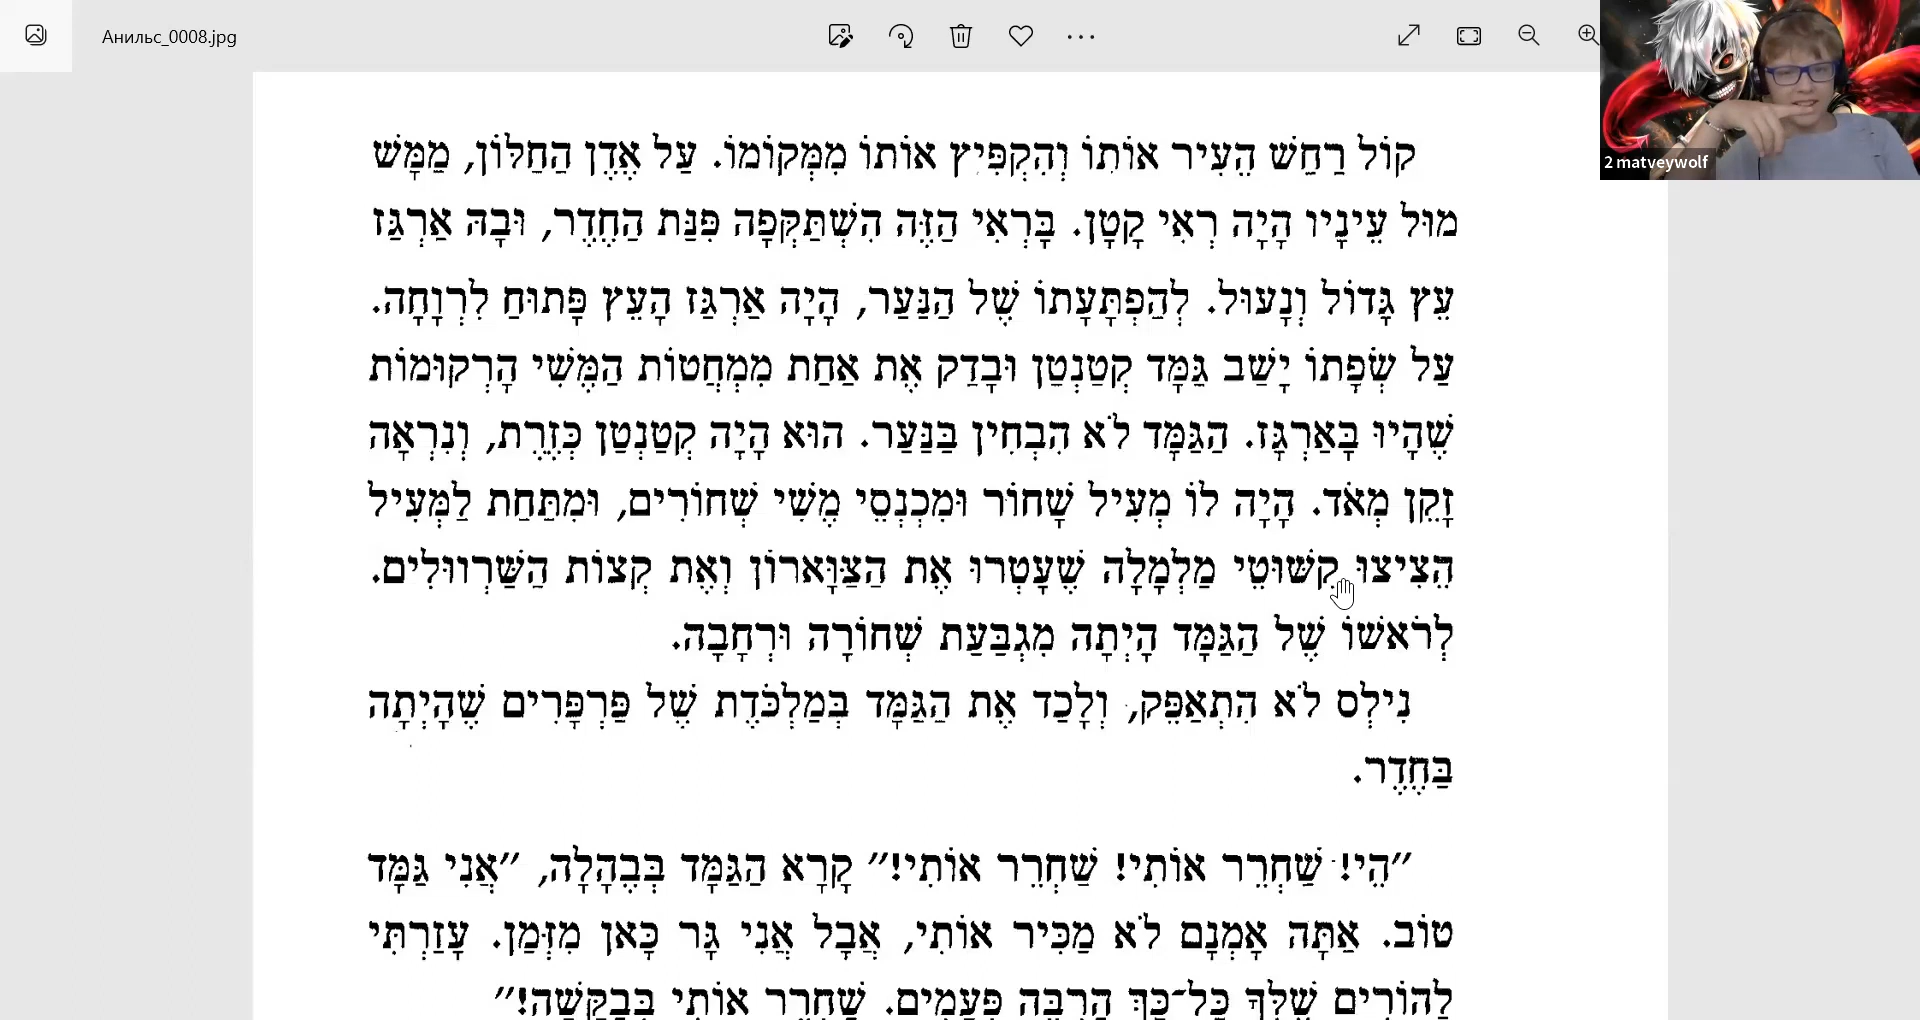 Анильс_0008.jpg
2 matveywolf
קוֹל רַחַשׁ הֵעִיר אוֹתוֹ וְהִקְפִּיץ אוֹתוֹ מִמְּקוֹמוֹ. עַל אֶדֶן הַחַלּוֹן, מַמָּשׁ
מוּל עֵינָיו הָיָה רְאִי קָטָן. בָּרְאִי הַזֶּה הִשְׁתַּקְּפָה פִּנַּת הַחֶדֶר, וּבָהּ אַרְגַּז
עֵץ גָּדוֹל וְנָעוּל. לְהַפְתָּעָתוֹ שֶׁל הַנַּעַר, הָיָה אַרְגַּז הָעֵץ פָּתוּחַ לִרְוָחָה.
עַל שְׂפָתוֹ יָשַׁב גַּמָּד קְטַנְטַן וּבָדַק אֶת אַחַת מִמְּחֲטוֹת הַמֶּשִׁי הָרְקוּמוֹת
שֶׁהָיוּ בָּאַרְגָּז. הַגַּמָּד לֹא הִבְחִין בַּנַּעַר. הוּא הָיָה קְטַנְטַן כְּזֶרֶת, וְנִרְאָה
זָקֵן מְאֹד. הָיָה לוֹ מְעִיל שָׁחוֹר וּמִכְנְסֵי מֶשִׁי שְׁחוֹרִים, וּמִתַּחַת לַמְּעִיל
הֵצִיצוּ קִשּׁוּטֵי מַלְמָלָה שֶׁעָטְרוּ אֶת הַצַּוָּארוֹן וְאֶת קְצוֹת הַשַּׁרְווּלִים.
לְרֹאשׁוֹ שֶׁל הַגַּמָּד הָיְתָה מִגְבַּעַת שְׁחוֹרָה וּרְחָבָה.
נִילְס לֹא הִתְאַפֵּק, וְלָכַד אֶת הַגַּמָּד בְּמַלְכֹּדֶת שֶׁל פַּרְפָּרִים שֶׁהָיְתָה
בַּחֶדֶר.
״הֵי! שַׁחְרֵר אוֹתִי! שַׁחְרֵר אוֹתִי!״ קָרָא הַגַּמָּד בְּבֶהָלָה, ״אֲנִי גַּמָּד
טוֹב. אַתָּה אָמְנָם לֹא מַכִּיר אוֹתִי, אֲבָל אֲנִי גָּר כָּאן מִזְּמַן. עָזַרְתִּי
לַהוֹרִים שֶׁלְּךָ כָּל־כָּךְ הַרְבֵּה פְּעָמִים. שַׁחְרֵר אוֹתִי בְּבַקָּשָׁה!״